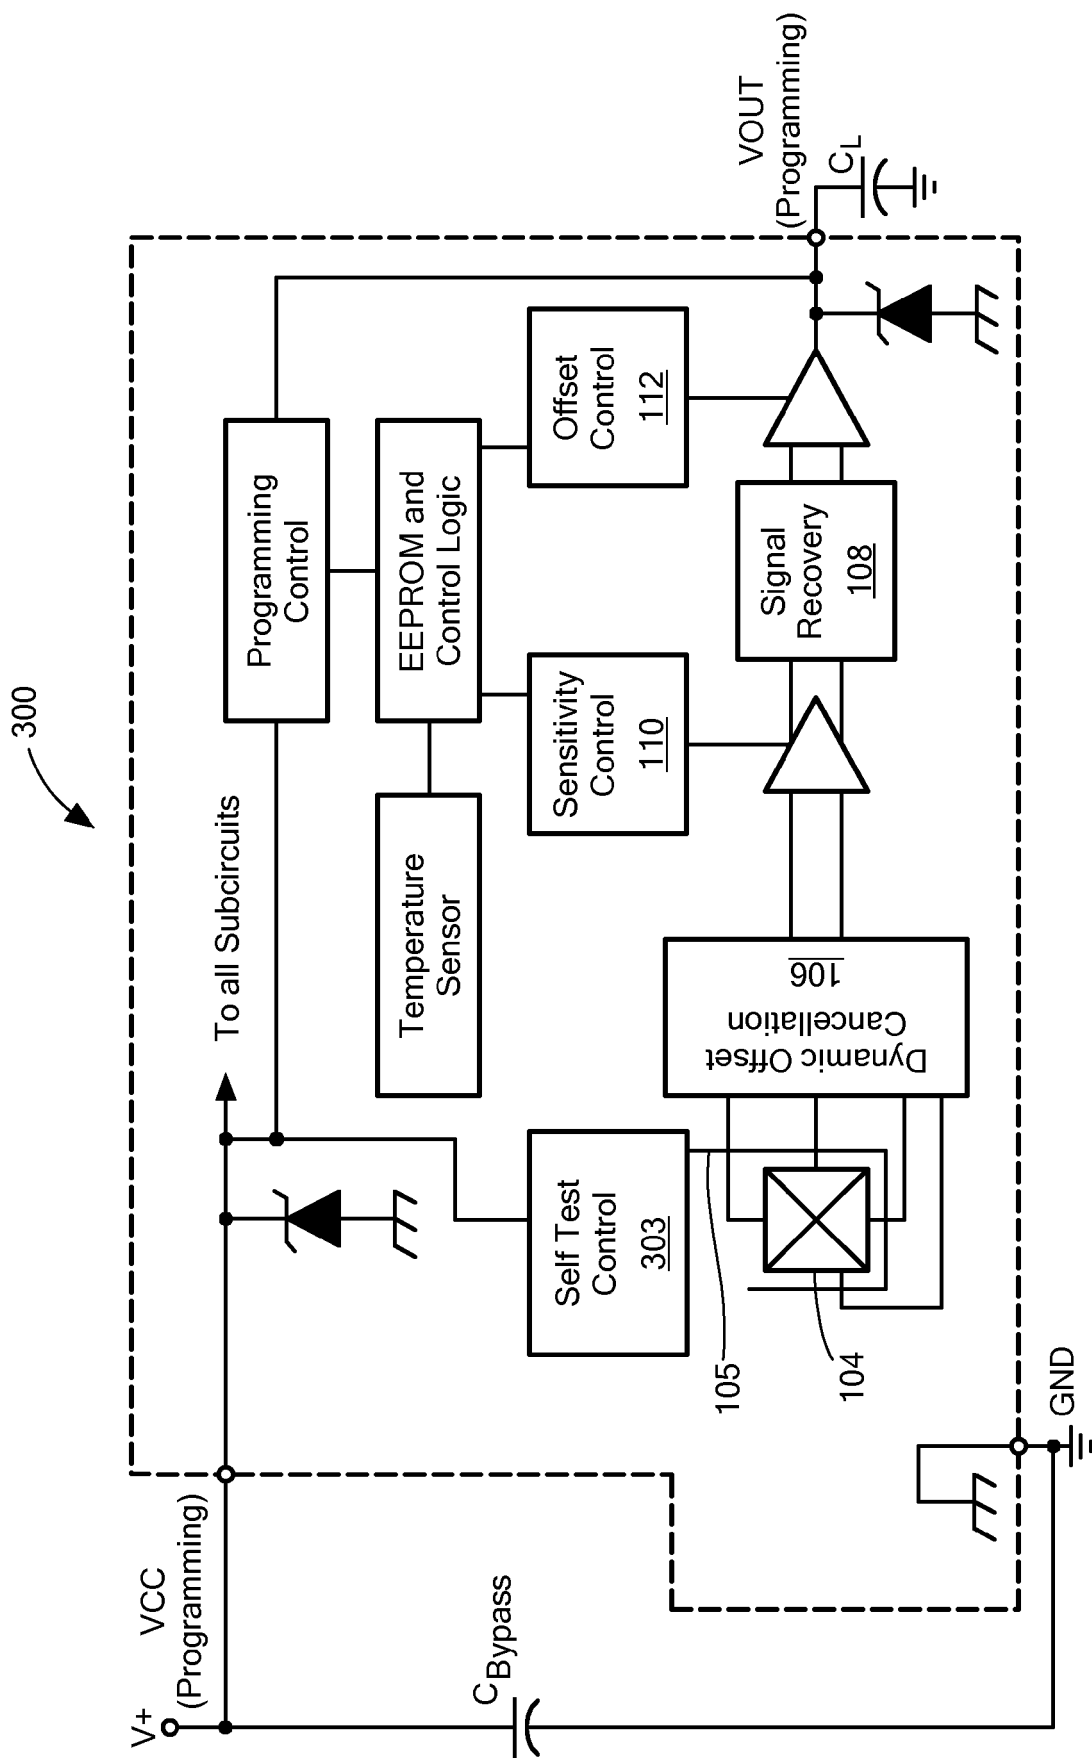 300
V+
VCC
(Programming)
To all Subcircuits
Programming
Control
Temperature
Sensor
EEPROM and
Control Logic
Self Test
Control
303
Sensitivity
Control
110
Offset
Control
112
VOUT
(Programming)
CL
CBypass
105
104
Dynamic Offset
Cancellation
106
Signal
Recovery
108
GND